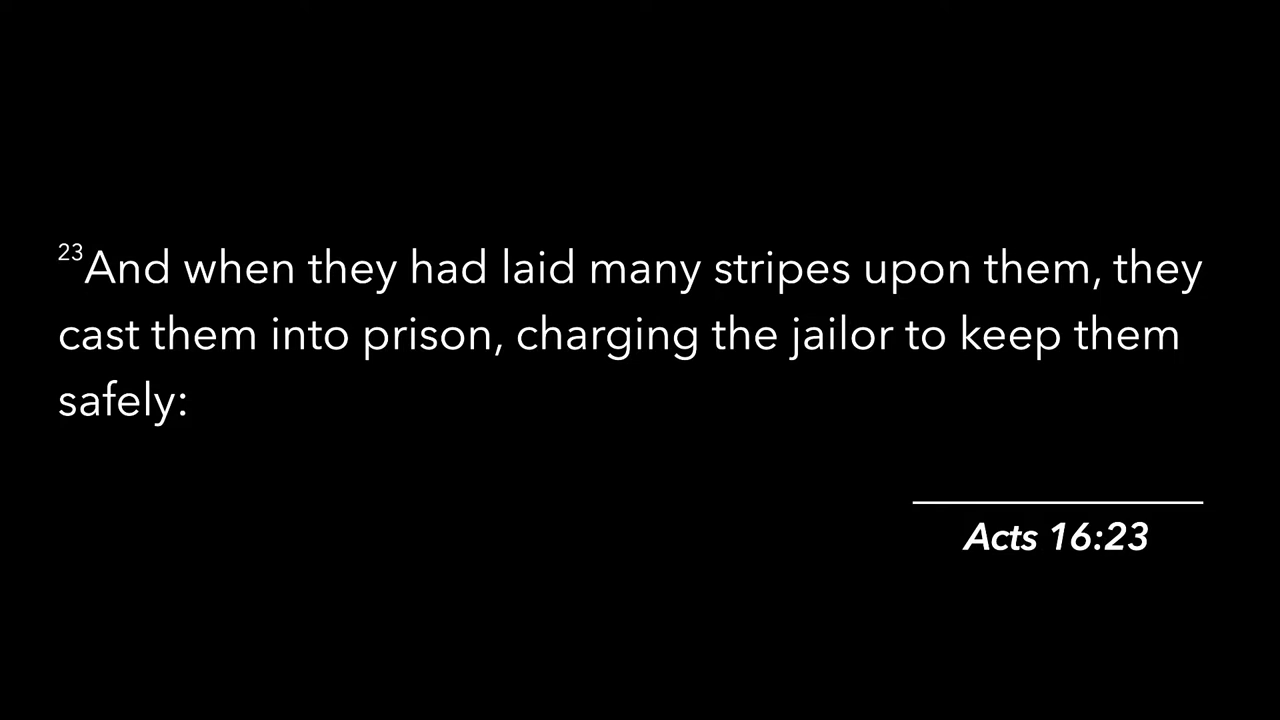 23And when they had laid many stripes upon them, they
cast them into prison, charging the jailor to keep them
safely:
Acts 16:23